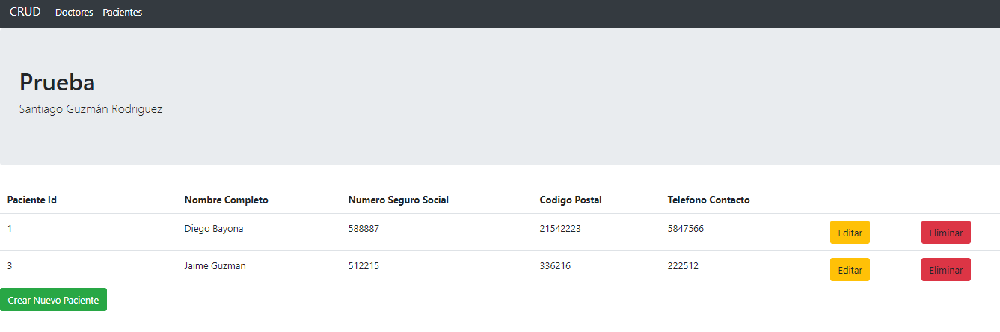 CRUD Doctores Pacientes
Prueba
Santiago Guzmán Rodriguez
Paciente Id Nombre Completo Numero Seguro Social Codigo Postal Telefono Contacto
1 Diego Bayona 588887 21542223 5847566 Editar Eliminar
3 Jaime Guzman 512215 336216 222512 Editar Eliminar
Crear Nuevo Paciente